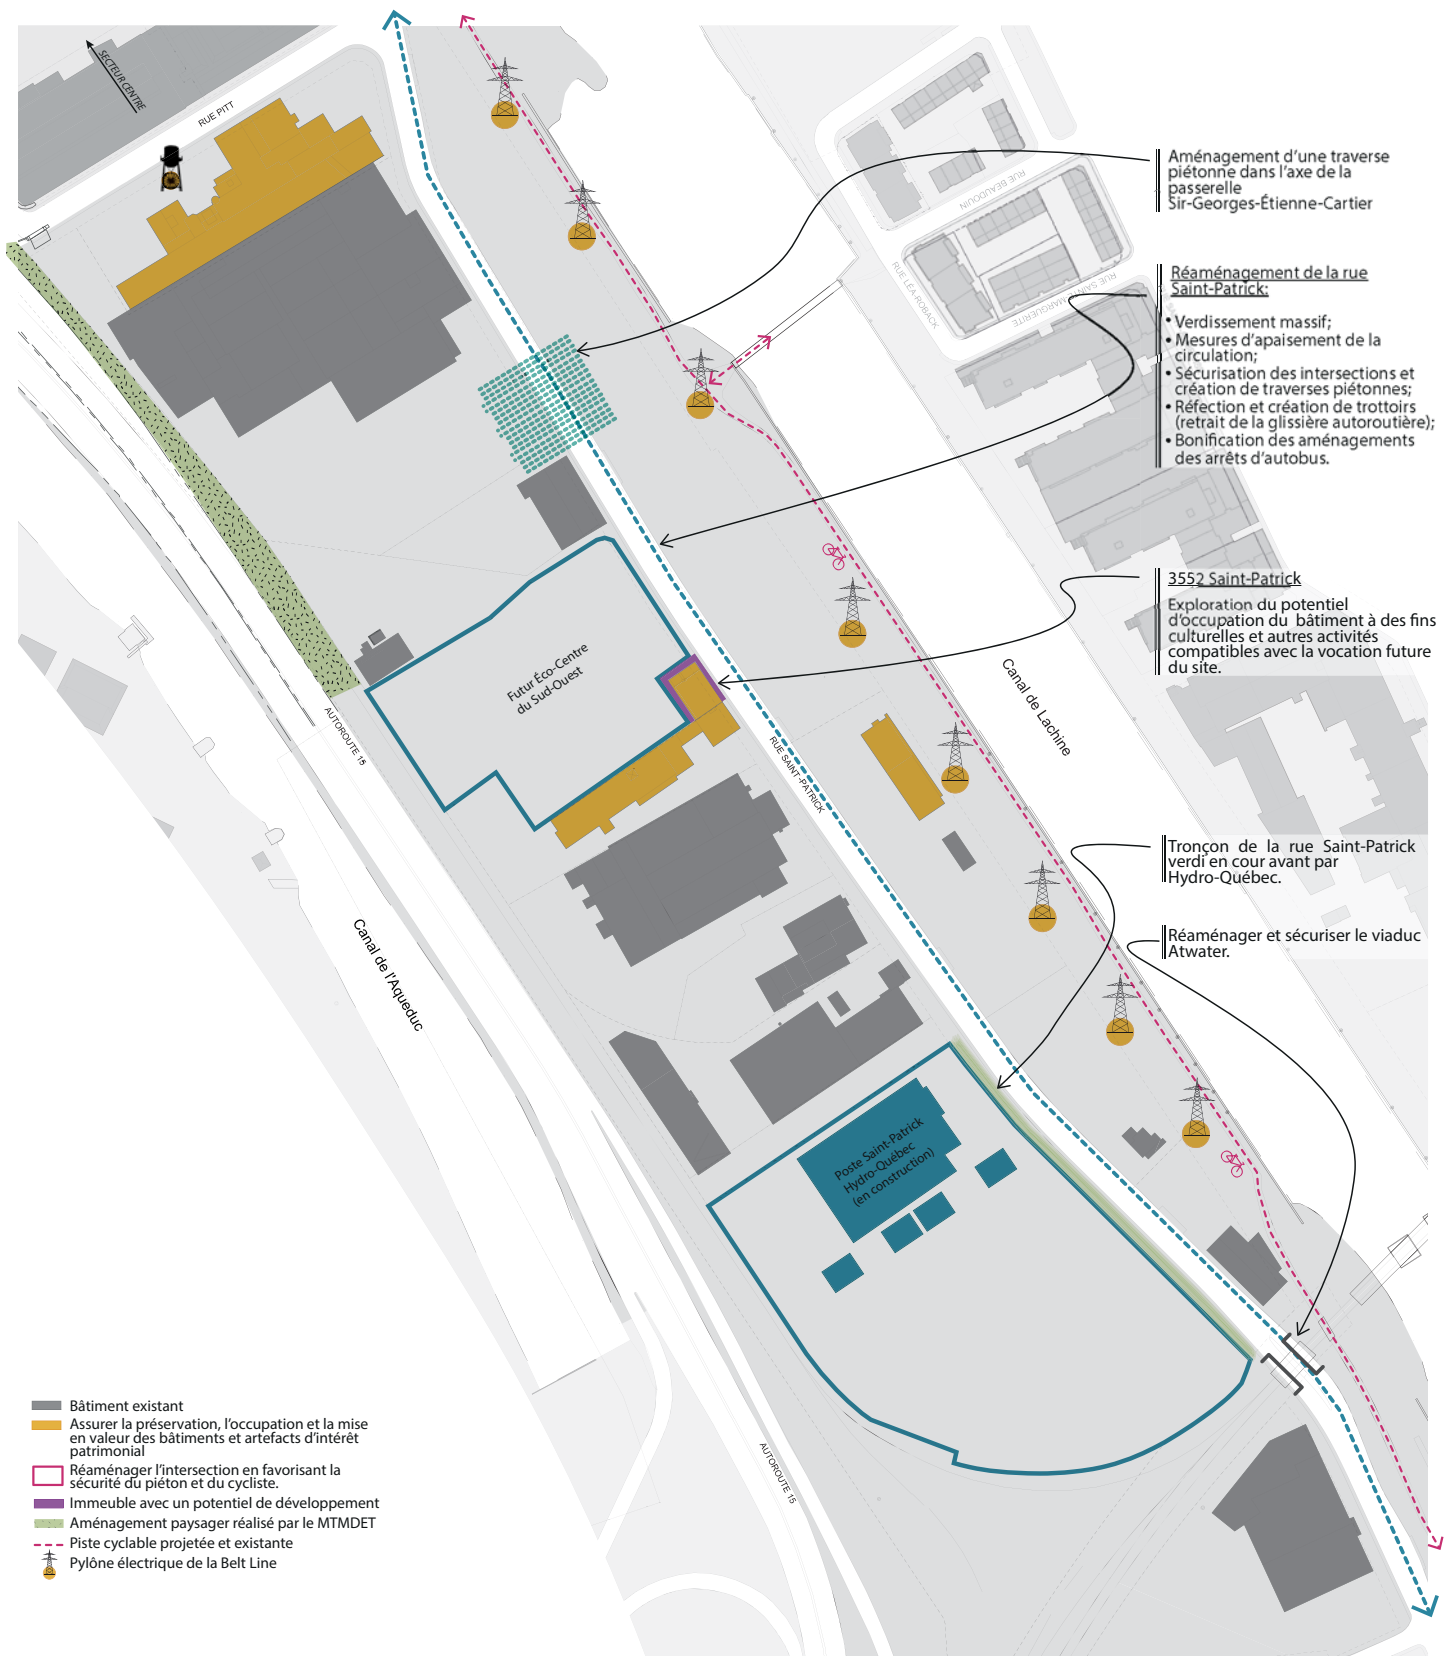 SECTEUR CENTRE
RUE PITT
Aménagement d'une traverse
piétonne dans l'axe de la
passerelle
Sir-Georges-Étienne-Cartier
RUE BEAUDOUIN
RUE LÉA-ROBACK
RUE SAINTE-MARGUERITE
Réaménagement de la rue
Saint-Patrick:
• Verdissement massif;
• Mesures d'apaisement de la
circulation;
• Sécurisation des intersections et
création de traverses piétonnes;
• Réfection et création de trottoirs
(retrait de la glissière autoroutière);
• Bonification des aménagements
des arrêts d'autobus.
3552 Saint-Patrick
Exploration du potentiel
d'occupation du bâtiment à des fins
culturelles et autres activités
compatibles avec la vocation future
du site.
Futur Éco-Centre
du Sud-Ouest
Canal de Lachine
AUTOROUTE 15
RUE SAINT-PATRICK
Tronçon de la rue Saint-Patrick
verdi en cour avant par
Hydro-Québec.
Réaménager et sécuriser le viaduc
Atwater.
Canal de l'Aqueduc
Poste Saint-Patrick
Hydro-Québec
(en construction)
AUTOROUTE 15
Bâtiment existant
Assurer la préservation, l'occupation et la mise
en valeur des bâtiments et artefacts d'intérêt
patrimonial
Réaménager l'intersection en favorisant la
sécurité du piéton et du cycliste.
Immeuble avec un potentiel de développement
Aménagement paysager réalisé par le MTMDET
Piste cyclable projetée et existante
Pylône électrique de la Belt Line